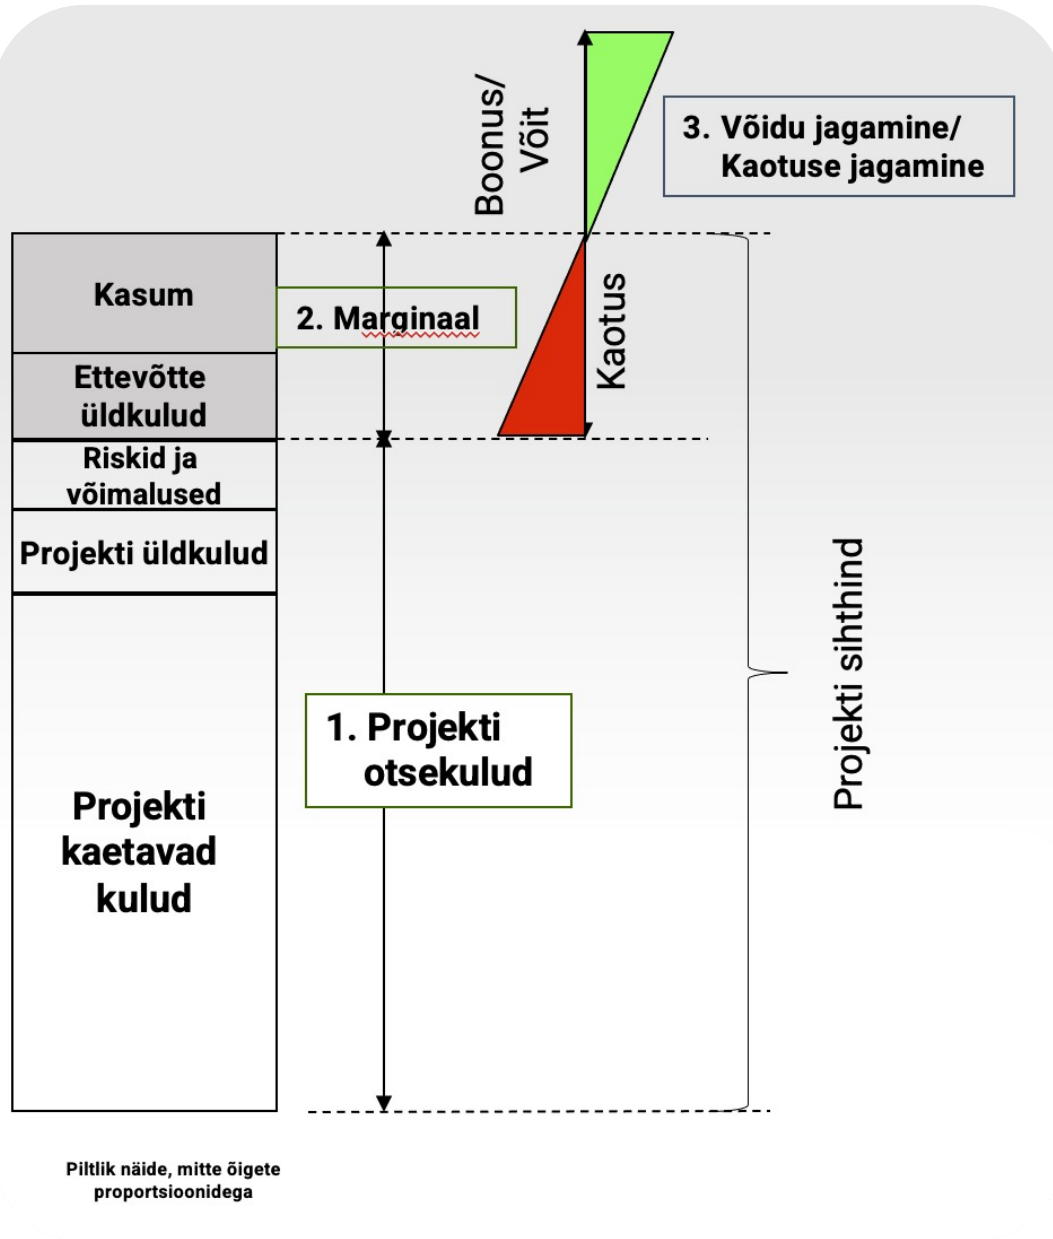 Boonus/
Võit
3. Võidu jagamine/
Kaotuse jagamine
Kasum
2. Marginaal
Kaotus
Ettevõtte
üldkulud
Riskid ja
võimalused
Projekti üldkulud
Projekti sihthind
1. Projekti
otsekulud
Projekti
kaetavad
kulud
Piltlik näide, mitte õigete
proportsioonidega